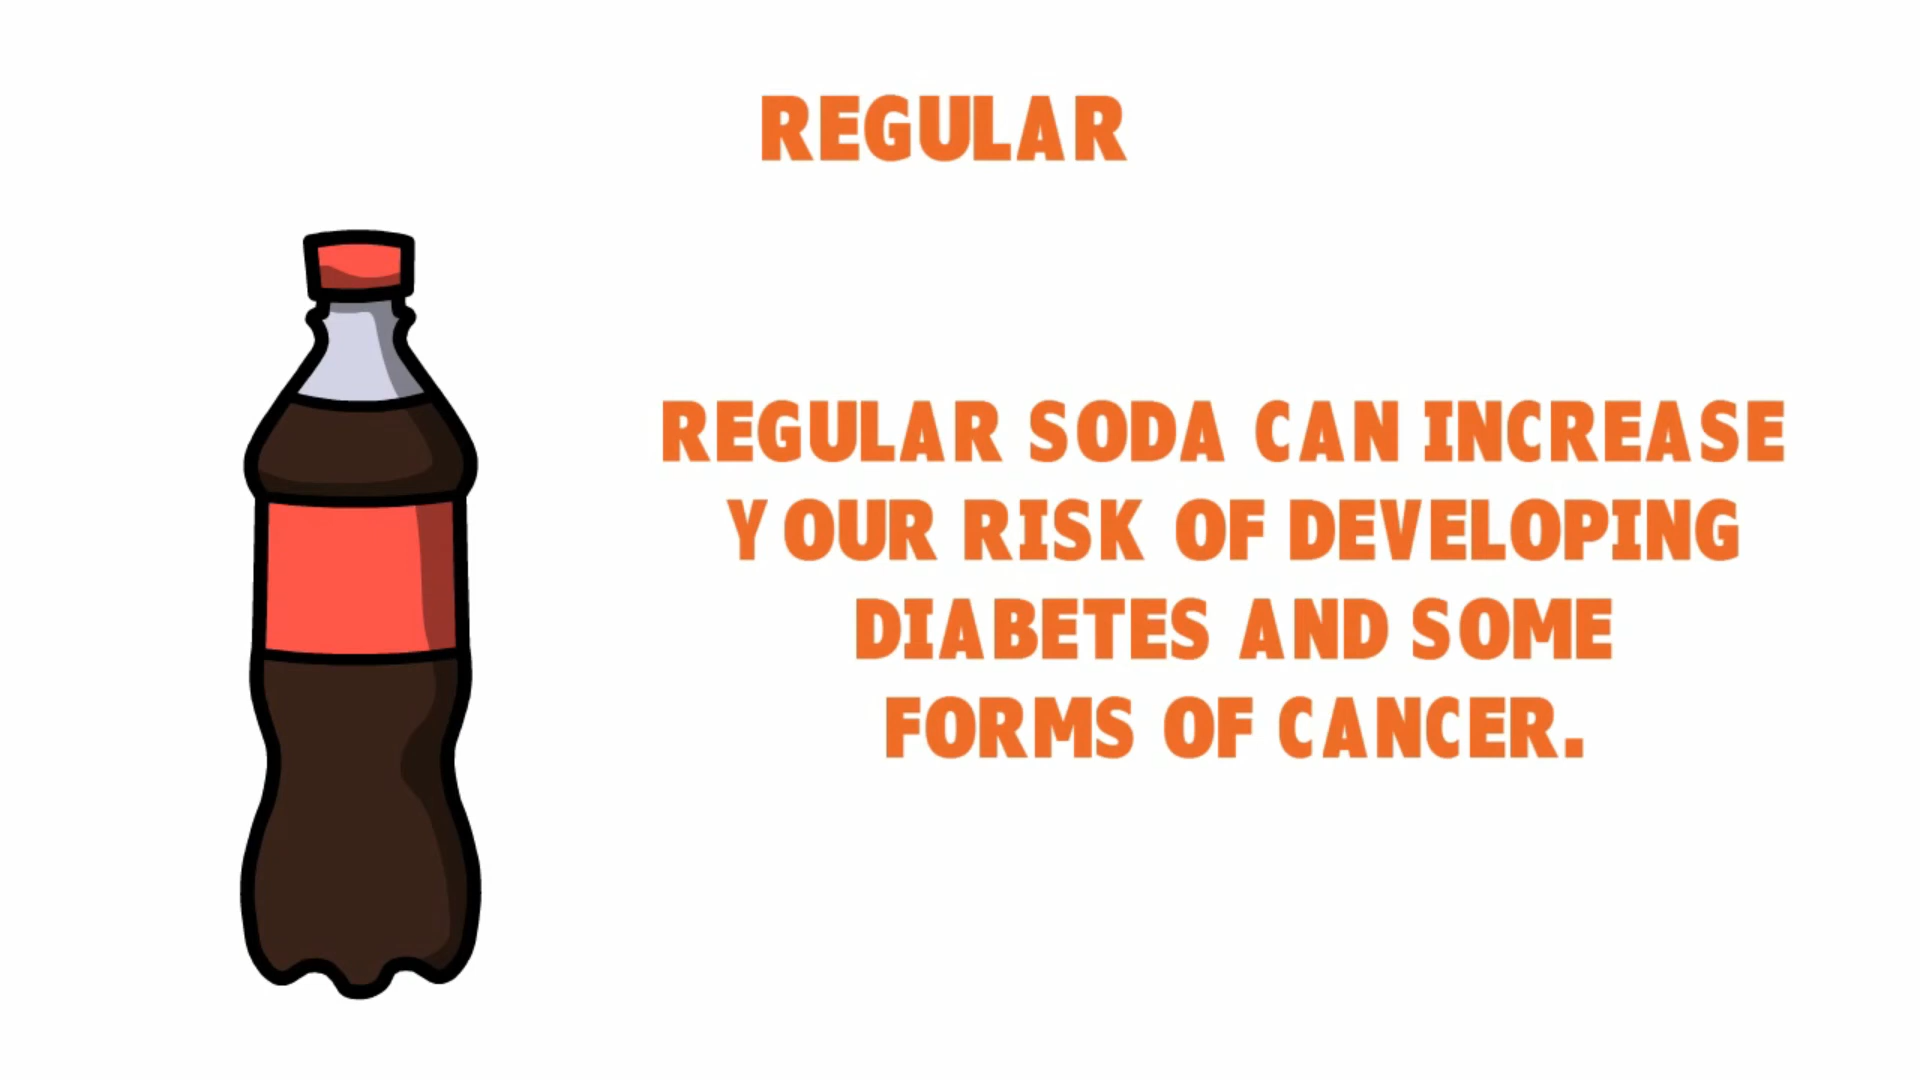 REGULAR
REGULAR SODA CAN INCREASE
YOUR RISK OF DEVELOPING
DIABETES AND SOME
FORMS OF CANCER.